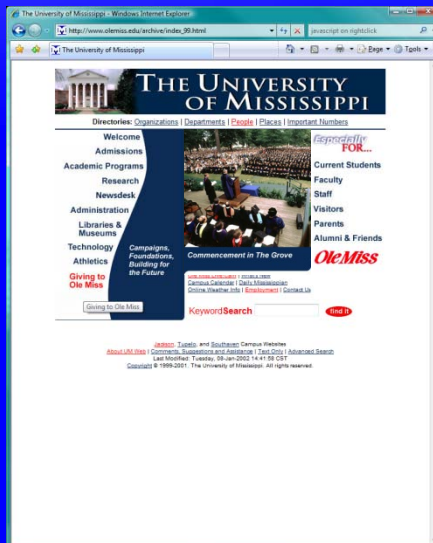 The University of Mississippi - Windows Internet Explorer
http://www.olemiss.edu/archive/index_99.html
javascript on rightclick
The University of Mississippi
Page
Tools
THE UNIVERSITY
OF MISSISSIPPI
Directories: Organizations | Departments | People | Places | Important Numbers
Welcome
Admissions
Academic Programs
Research
Newsdesk
Administration
Libraries &
Museums
Technology
Athletics
Giving to
Ole Miss
Giving to Ole Miss
Campaigns,
Foundations,
Building for
the Future
Commencement in The Grove
Especially
FOR...
Current Students
Faculty
Staff
Visitors
Parents
Alumni & Friends
Ole Miss
Campus Calendar | Daily Mississippian
Online Weather Info | Employment | Contact Us
KeywordSearch
find it
Jackson, Tupelo, and Southaven Campus Websites
About UM Web | Comments, Suggestions and Assistance | Text Only | Advanced Search
Last Modified: Tuesday, 08-Jan-2002 14:41:58 CST
Copyright © 1999-2001. The University of Mississippi. All rights reserved.